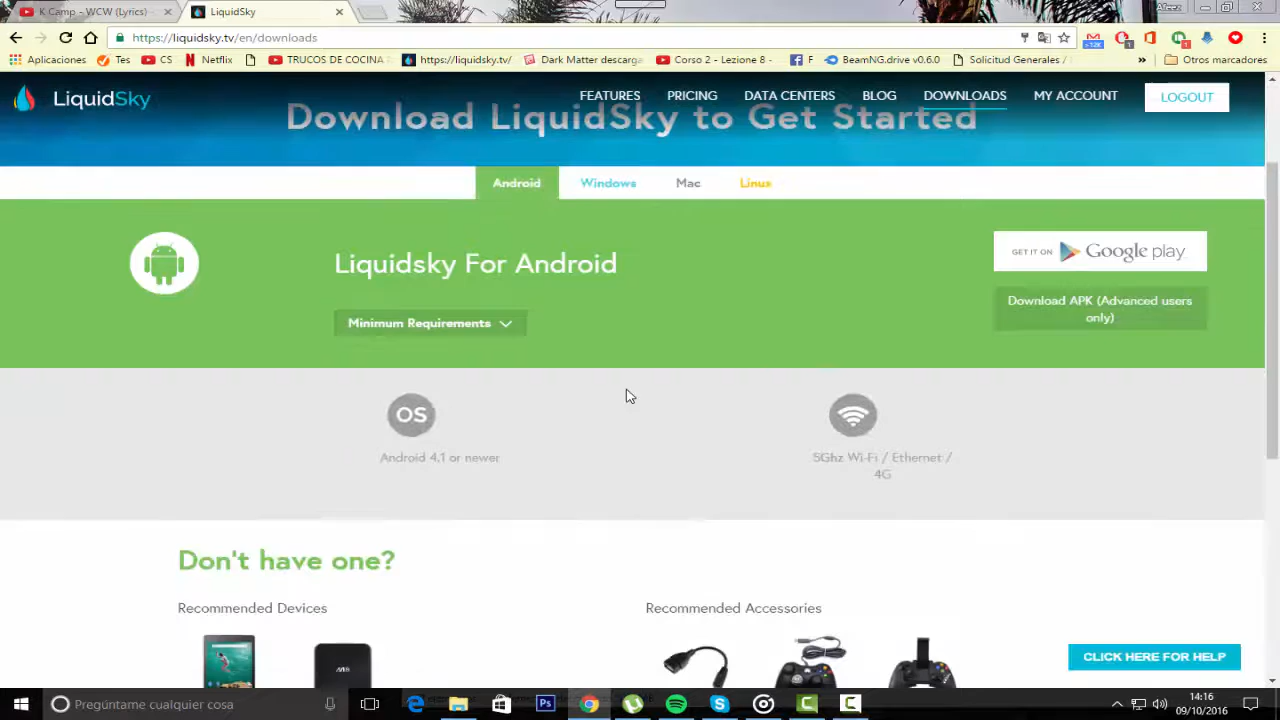 K Camp - WCW (Lyrics)
LiquidSky
https://liquidsky.tv/en/downloads
Aplicaciones
Tes
CS
Netflix
TRUCOS DE COCINA
https://liquidsky.tv/
Dark Matter descarga
Corso 2 - Lezione 8 -
F
BeamNG.drive v0.6.0
Solicitud Generales /
Otros marcadores
LiquidSky
FEATURES
PRICING
DATA CENTERS
BLOG
DOWNLOADS
MY ACCOUNT
LOGOUT
Download LiquidSky to Get Started
Android
Windows
Mac
Linux
Liquidsky For Android
GET IT ON Google play
Minimum Requirements
Download APK (Advanced users
only)
OS
Android 4.1 or newer
5Ghz Wi-Fi / Ethernet /
4G
Don't have one?
Recommended Devices
Recommended Accessories
CLICK HERE FOR HELP
Pregúntame cualquier cosa
14:16
09/10/2016